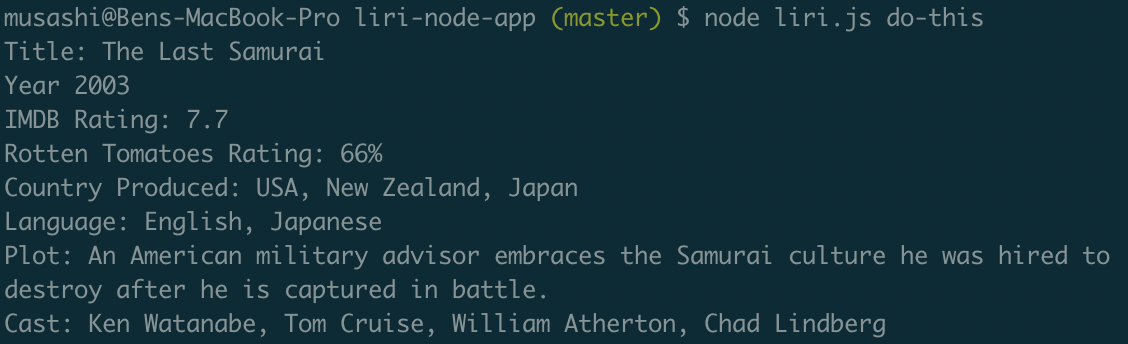 musashi@Bens-MacBook-Pro liri-node-app (master) $ node liri.js do-this
Title: The Last Samurai
Year 2003
IMDB Rating: 7.7
Rotten Tomatoes Rating: 66%
Country Produced: USA, New Zealand, Japan
Language: English, Japanese
Plot: An American military advisor embraces the Samurai culture he was hired to
destroy after he is captured in battle.
Cast: Ken Watanabe, Tom Cruise, William Atherton, Chad Lindberg